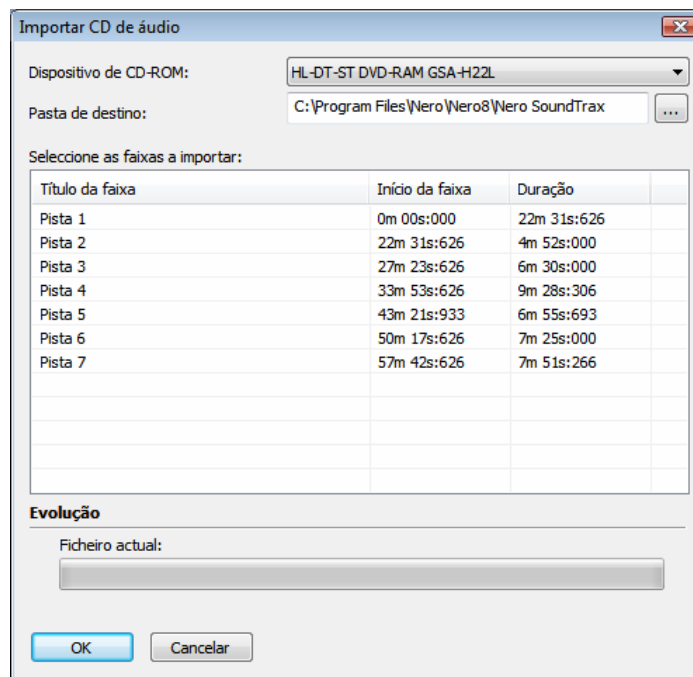 Importar CD de áudio
Dispositivo de CD-ROM: HL-DT-ST DVD-RAM GSA-H22L
Pasta de destino: C:\Program Files\Nero\Nero8\Nero SoundTrax ...
Seleccione as faixas a importar:
Título da faixa Início da faixa Duração
Pista 1 0m 00s:000 22m 31s:626
Pista 2 22m 31s:626 4m 52s:000
Pista 3 27m 23s:626 6m 30s:000
Pista 4 33m 53s:626 9m 28s:306
Pista 5 43m 21s:933 6m 55s:693
Pista 6 50m 17s:626 7m 25s:000
Pista 7 57m 42s:626 7m 51s:266
Evolução
Ficheiro actual:
OK Cancelar